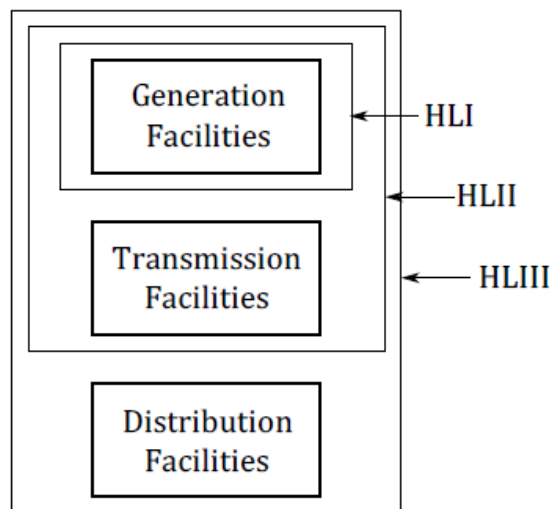 Generation
Facilities
HLI
HLII
Transmission
Facilities
HLIII
Distribution
Facilities